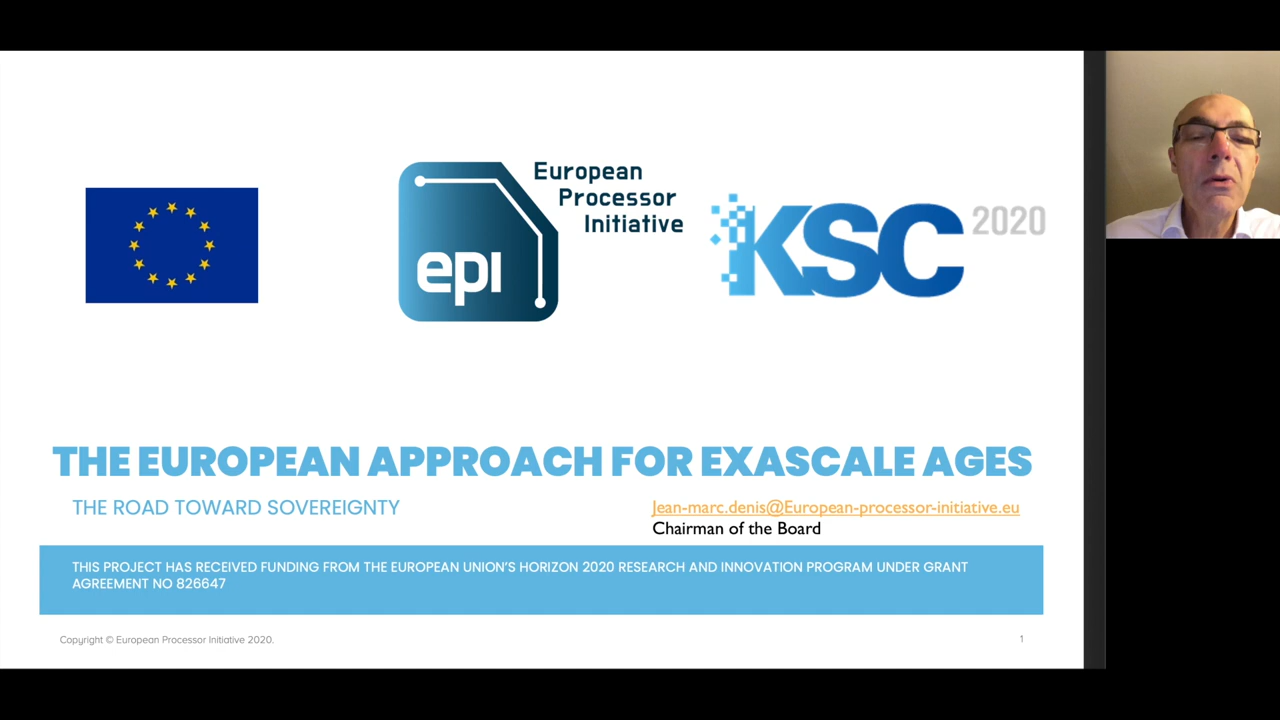 European
Processor
Initiative
epi
KSC 2020
THE EUROPEAN APPROACH FOR EXASCALE AGES
THE ROAD TOWARD SOVEREIGNTY
Jean-marc.denis@European-processor-initiative.eu
Chairman of the Board
THIS PROJECT HAS RECEIVED FUNDING FROM THE EUROPEAN UNION'S HORIZON 2020 RESEARCH AND INNOVATION PROGRAM UNDER GRANT
AGREEMENT NO 826647
Copyright © European Processor Initiative 2020.
1